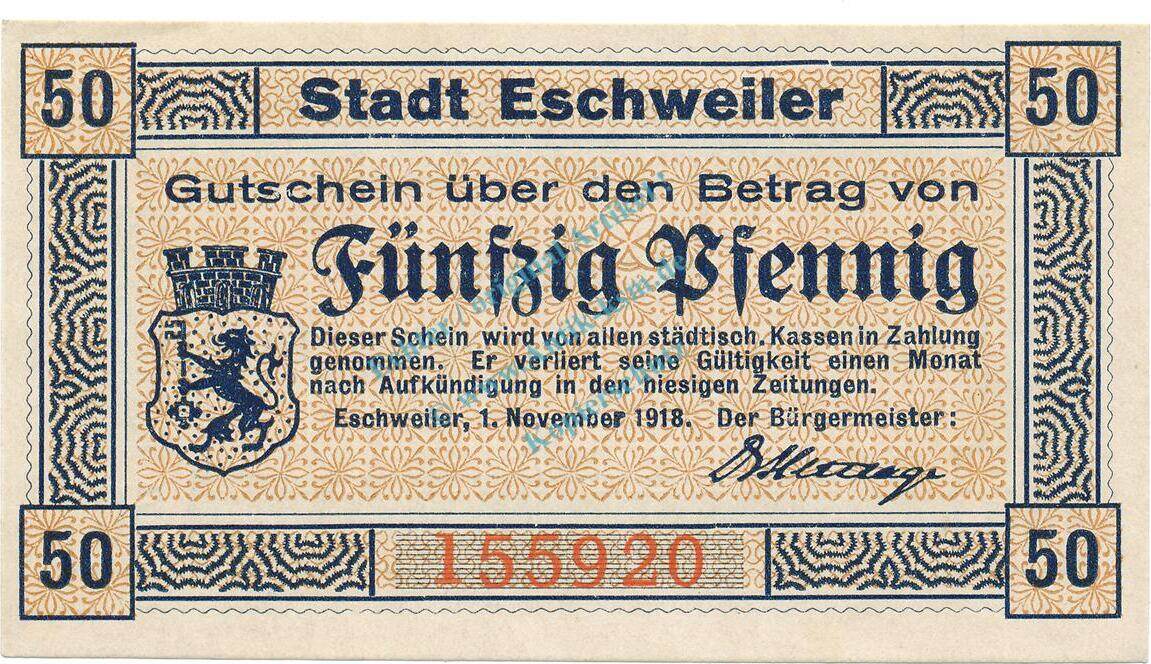 50 Stadt Eschweiler 50
Gutschein über den Betrag von
Fünfzig Pfennig
Dieser Schein wird von allen städtisch. Kassen in Zahlung
genommen. Er verliert seine Gültigkeit einen Monat
nach Aufkündigung in den hiesigen Zeitungen.
Eschweiler, 1. November 1918. Der Bürgermeister:
50 155920 50